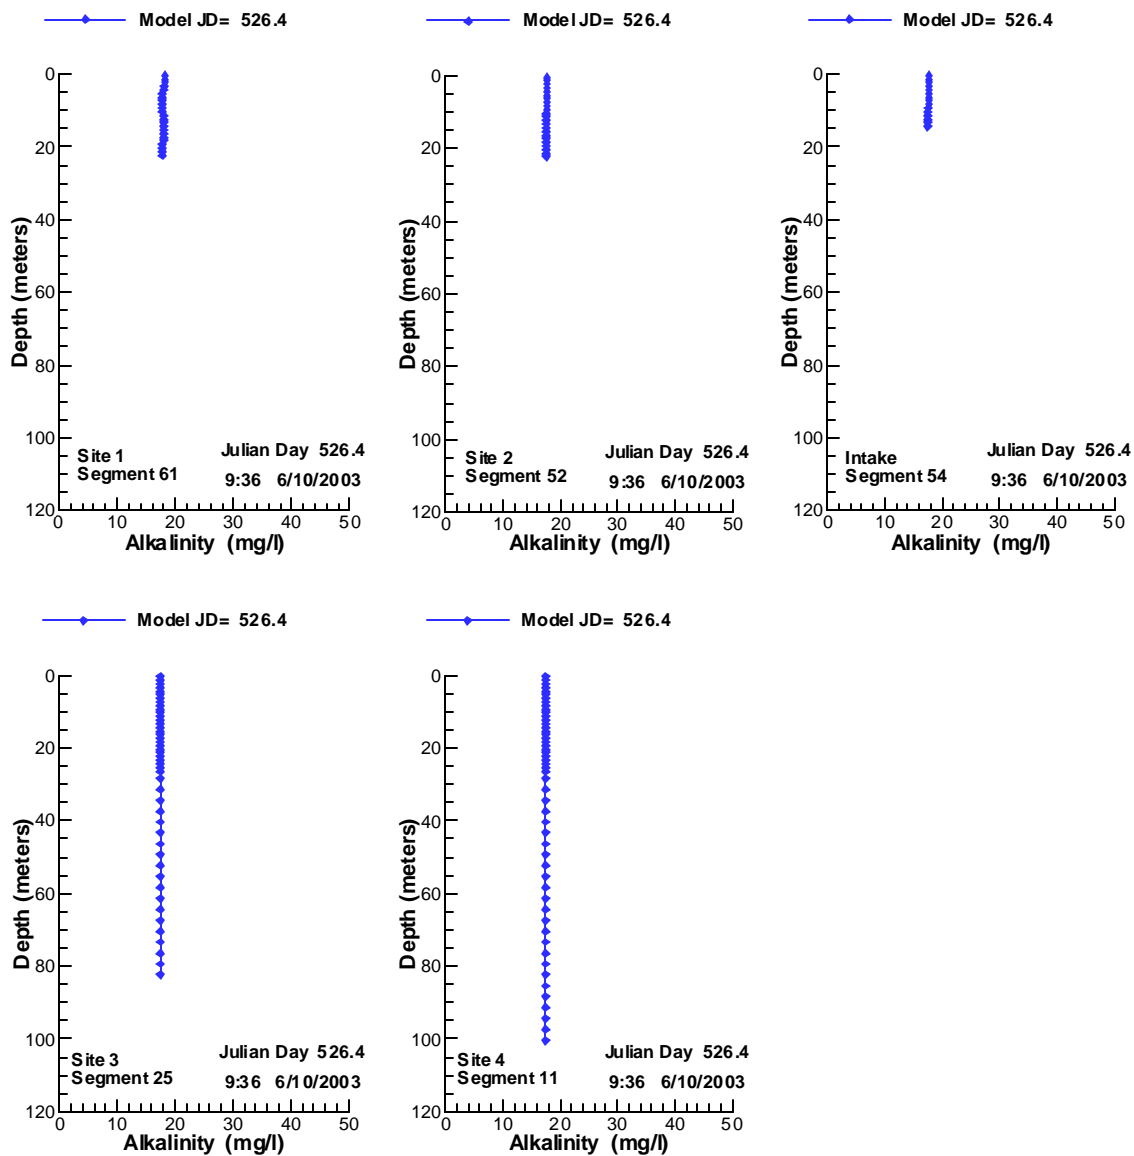 Model JD= 526.4
0
20
40
60
80
100
120
Depth (meters)
Site 1
Segment 61
Julian Day 526.4
9:36 6/10/2003
0 10 20 30 40 50
Alkalinity (mg/l)
Model JD= 526.4
0
20
40
60
80
100
120
Depth (meters)
Site 2
Segment 52
Julian Day 526.4
9:36 6/10/2003
0 10 20 30 40 50
Alkalinity (mg/l)
Model JD= 526.4
0
20
40
60
80
100
120
Depth (meters)
Intake
Segment 54
Julian Day 526.4
9:36 6/10/2003
0 10 20 30 40 50
Alkalinity (mg/l)
Model JD= 526.4
0
20
40
60
80
100
120
Depth (meters)
Site 3
Segment 25
Julian Day 526.4
9:36 6/10/2003
0 10 20 30 40 50
Alkalinity (mg/l)
Model JD= 526.4
0
20
40
60
80
100
120
Depth (meters)
Site 4
Segment 11
Julian Day 526.4
9:36 6/10/2003
0 10 20 30 40 50
Alkalinity (mg/l)